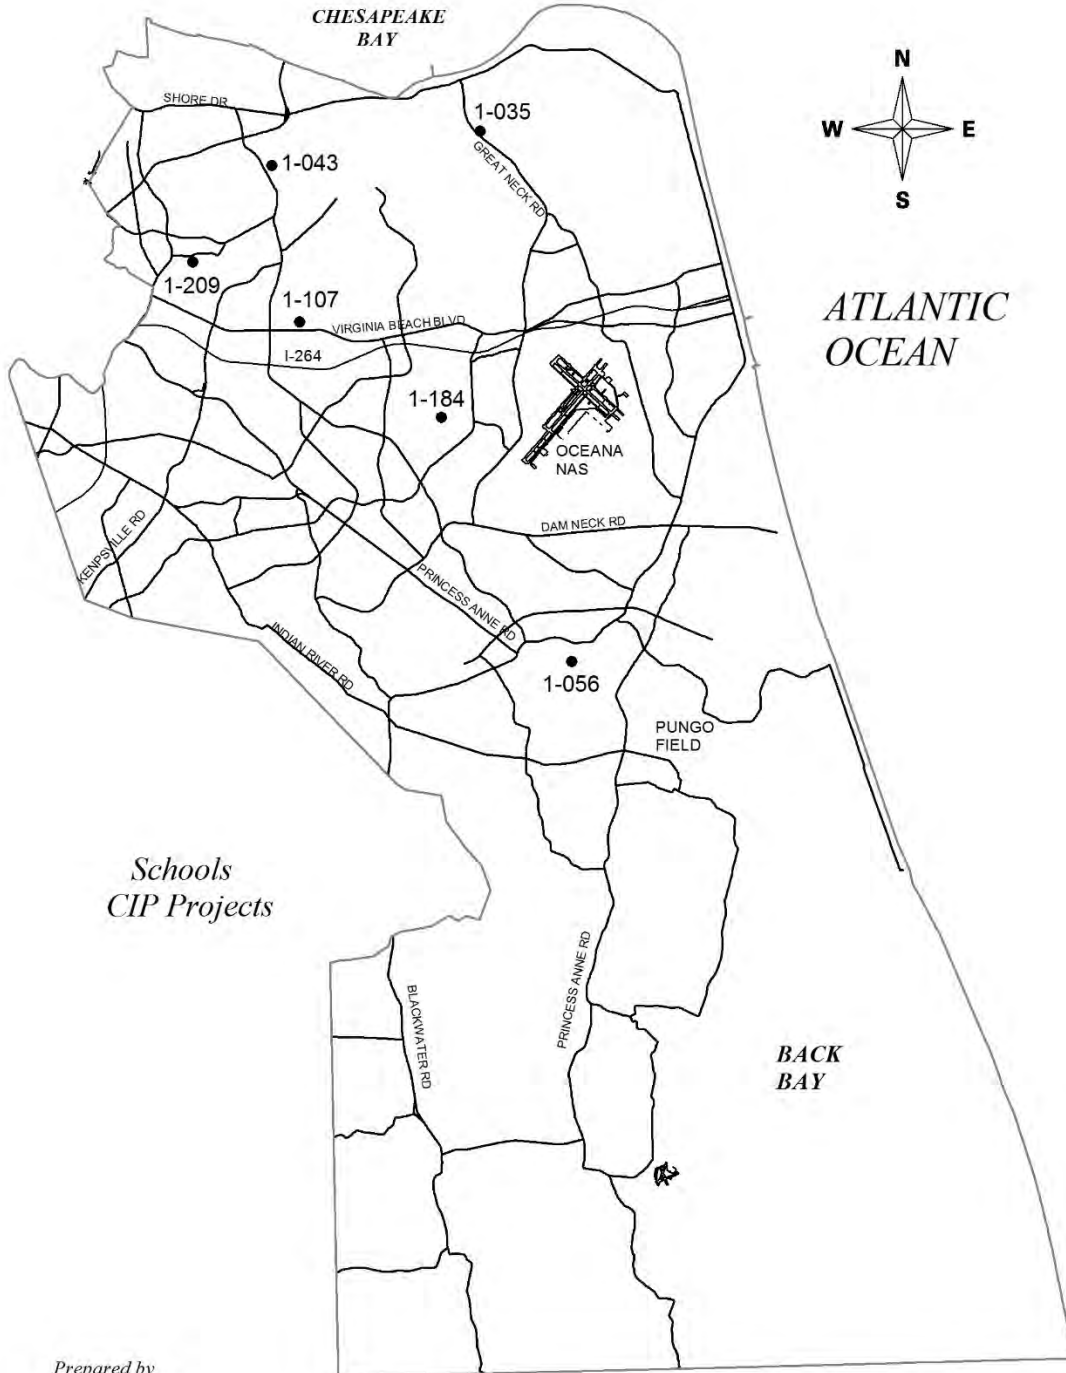 CHESAPEAKE
BAY
N
W E
S
SHORE DR
1-035
1-043
GREAT NECK RD
1-209
1-107
VIRGINIA BEACH BLVD
I-264
ATLANTIC
OCEAN
1-184
OCEANA
NAS
DAM NECK RD
KENPSVILLE RD
PRINCESS ANNE RD
INDIAN RIVER RD
1-056
PUNGO
FIELD
Schools
CIP Projects
PRINCESS ANNE RD
BLACKWATER RD
BACK
BAY
Prepared by